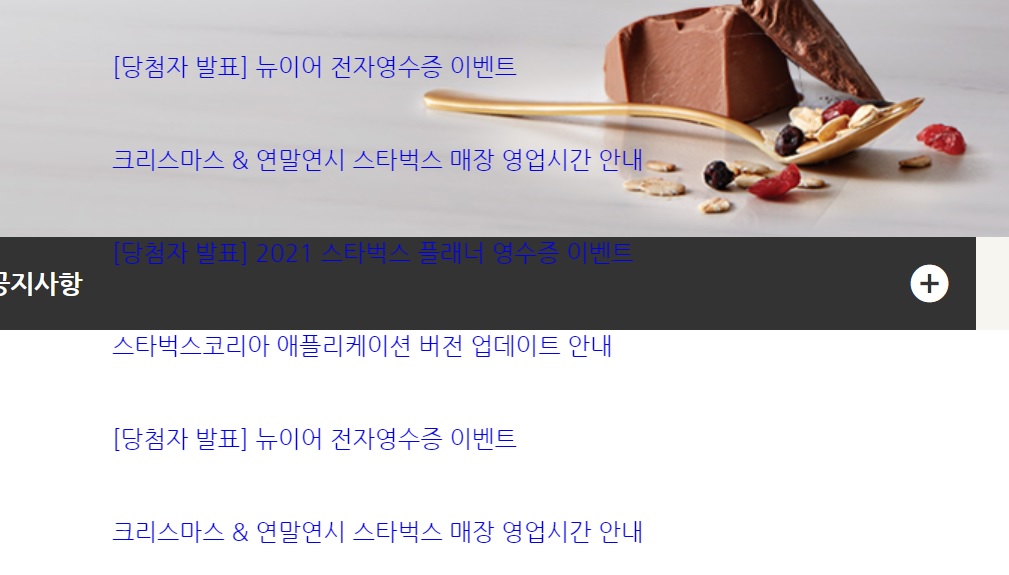 [당첨자 발표] 뉴이어 전자영수증 이벤트
크리스마스 & 연말연시 스타벅스 매장 영업시간 안내
[당첨자 발표] 2021 스타벅스 플래너 영수증 이벤트
공지사항
스타벅스코리아 애플리케이션 버전 업데이트 안내
[당첨자 발표] 뉴이어 전자영수증 이벤트
크리스마스 & 연말연시 스타벅스 매장 영업시간 안내